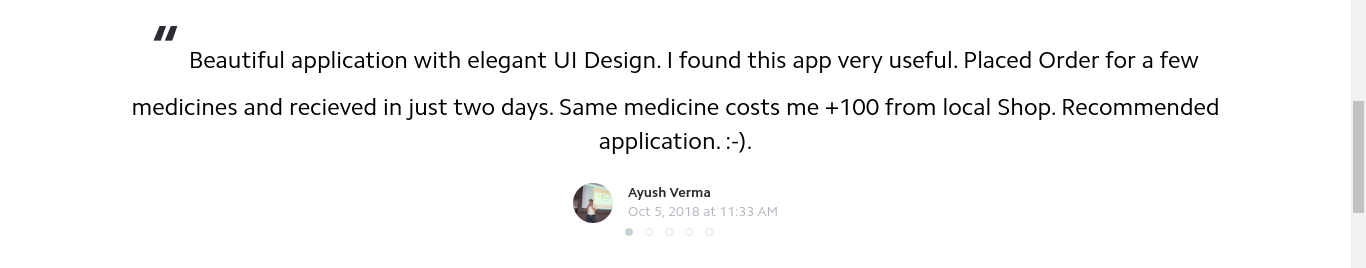 " Beautiful application with elegant UI Design. I found this app very useful. Placed Order for a few
medicines and recieved in just two days. Same medicine costs me +100 from local Shop. Recommended
application. :-).
Ayush Verma
Oct 5, 2018 at 11:33 AM